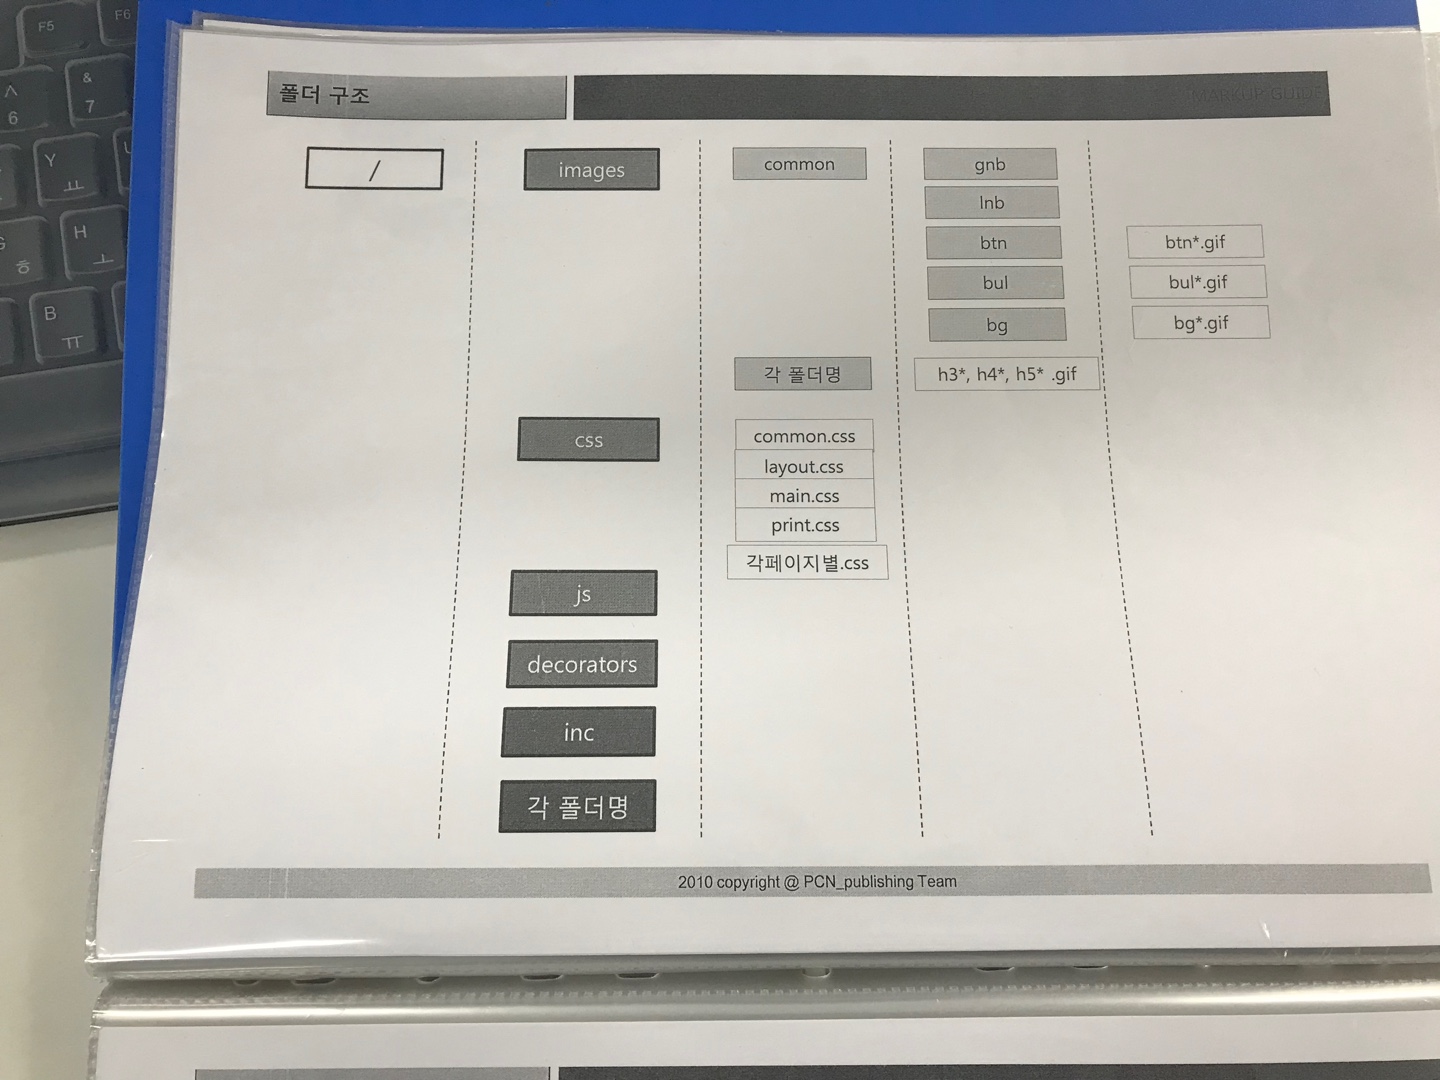 F5
F6
^
6
&
7
Y
ㅛ
U
G
ㅎ
H
ㅗ
B
ㅠ
폴더 구조
MARKUP GUIDE
/
images
common
gnb
lnb
btn
btn*.gif
bul
bul*.gif
bg
bg*.gif
각 폴더명
h3*, h4*, h5* .gif
css
common.css
layout.css
main.css
print.css
각페이지별.css
js
decorators
inc
각 폴더명
2010 copyright @ PCN_publishing Team